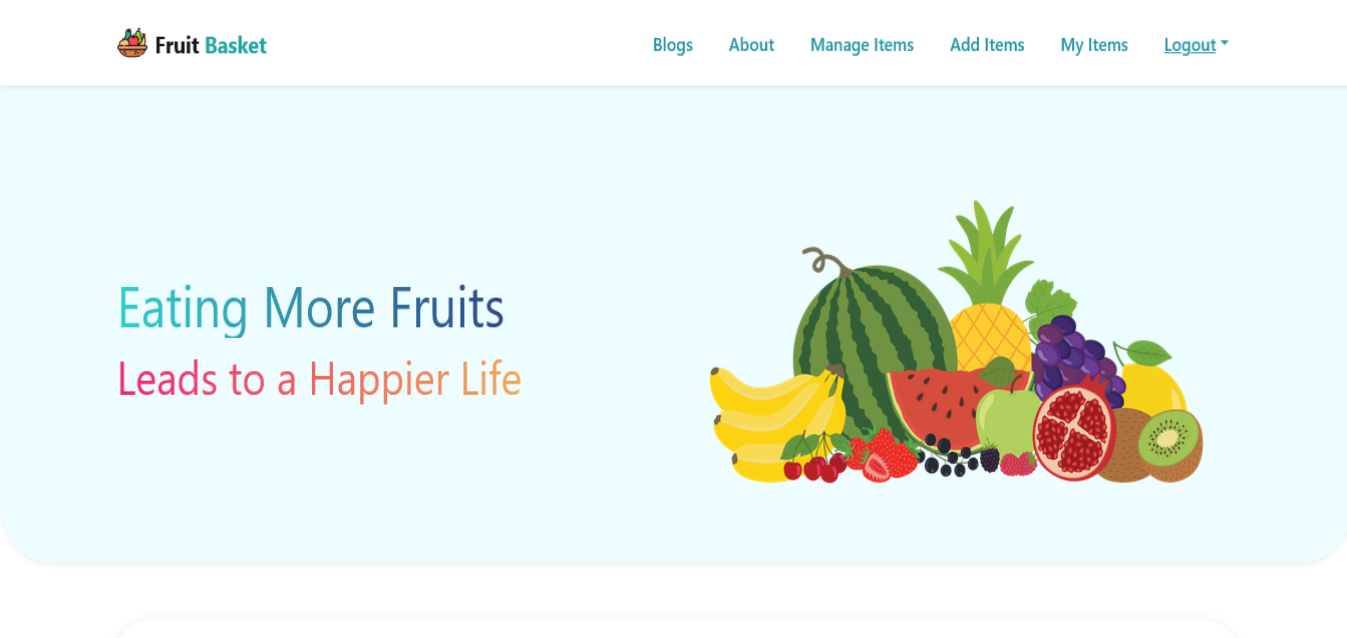 Fruit Basket
Blogs About Manage Items Add Items My Items Logout
Eating More Fruits
Leads to a Happier Life